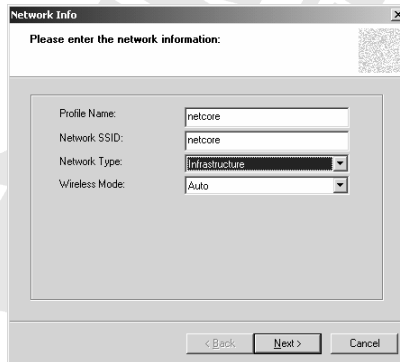 Network Info
Please enter the network information:
Profile Name: netcore
Network SSID: netcore
Network Type: Infrastructure
Wireless Mode: Auto
< Back Next > Cancel